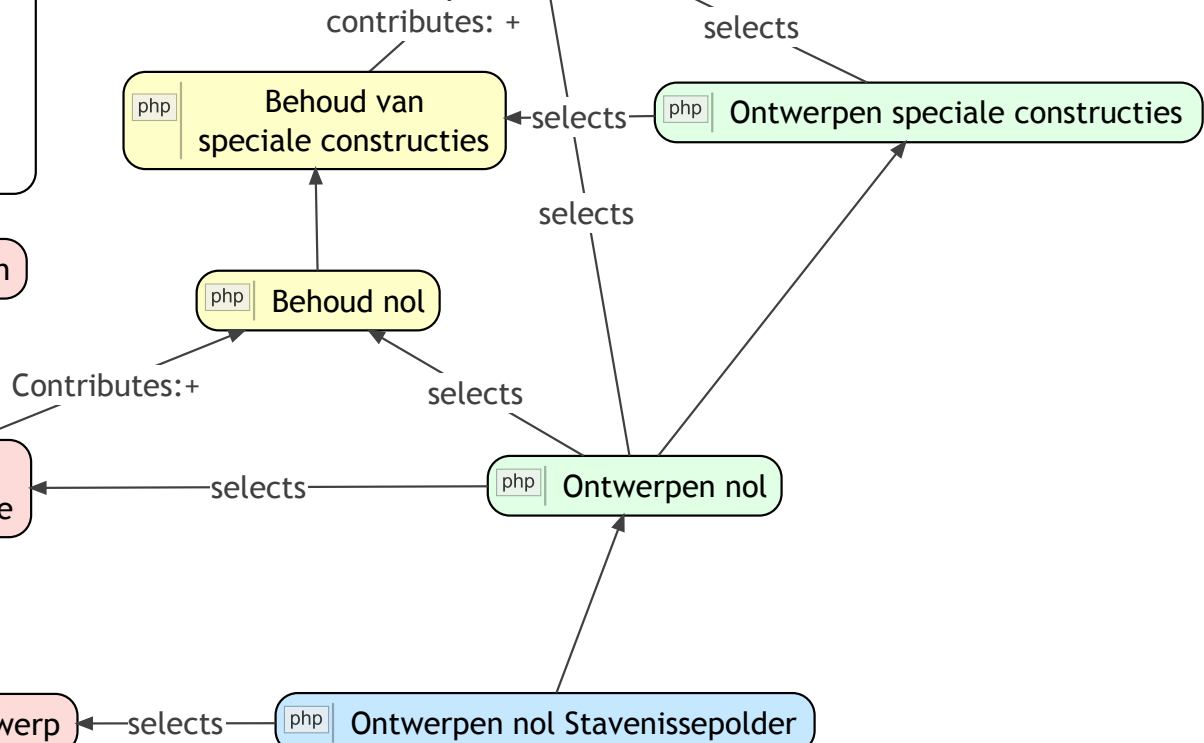 contributes: +
selects
php
Behoud van
speciale constructies
selects
php
Ontwerpen speciale constructies
selects
php
Behoud nol
Contributes:+
selects
selects
php
Ontwerpen nol
selects
php
Ontwerpen nol Stavenissepolder